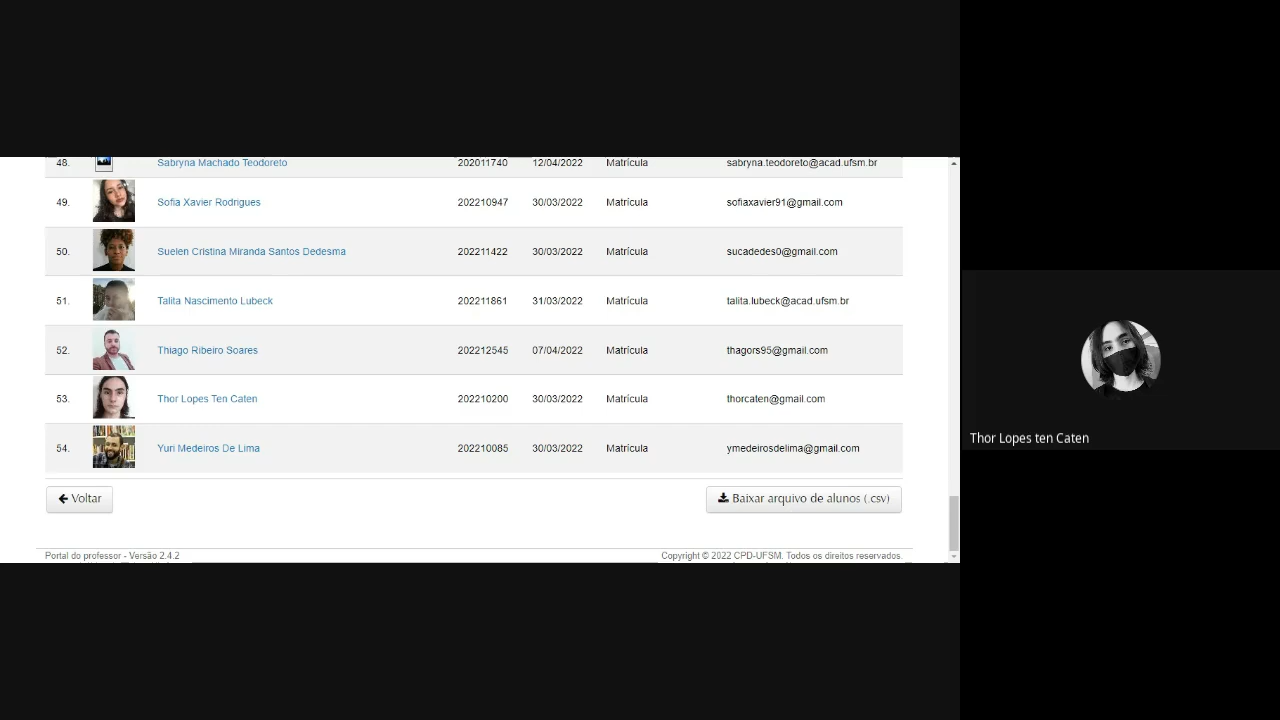 48. Sabryna Machado Teodoreto 202011740 12/04/2022 Matrícula sabryna.teodoreto@acad.ufsm.br
49. Sofia Xavier Rodrigues 202210947 30/03/2022 Matrícula sofiaxavier91@gmail.com
50. Suelen Cristina Miranda Santos Dedesma 202211422 30/03/2022 Matrícula sucadedes0@gmail.com
51. Talita Nascimento Lubeck 202211861 31/03/2022 Matrícula talita.lubeck@acad.ufsm.br
52. Thiago Ribeiro Soares 202212545 07/04/2022 Matrícula thagors95@gmail.com
53. Thor Lopes Ten Caten 202210200 30/03/2022 Matrícula thorcaten@gmail.com
54. Yuri Medeiros De Lima 202210085 30/03/2022 Matrícula ymedeirosdelima@gmail.com
Voltar Baixar arquivo de alunos (.csv)
Portal do professor - Versão 2.4.2 Copyright © 2022 CPD-UFSM. Todos os direitos reservados.
Thor Lopes ten Caten